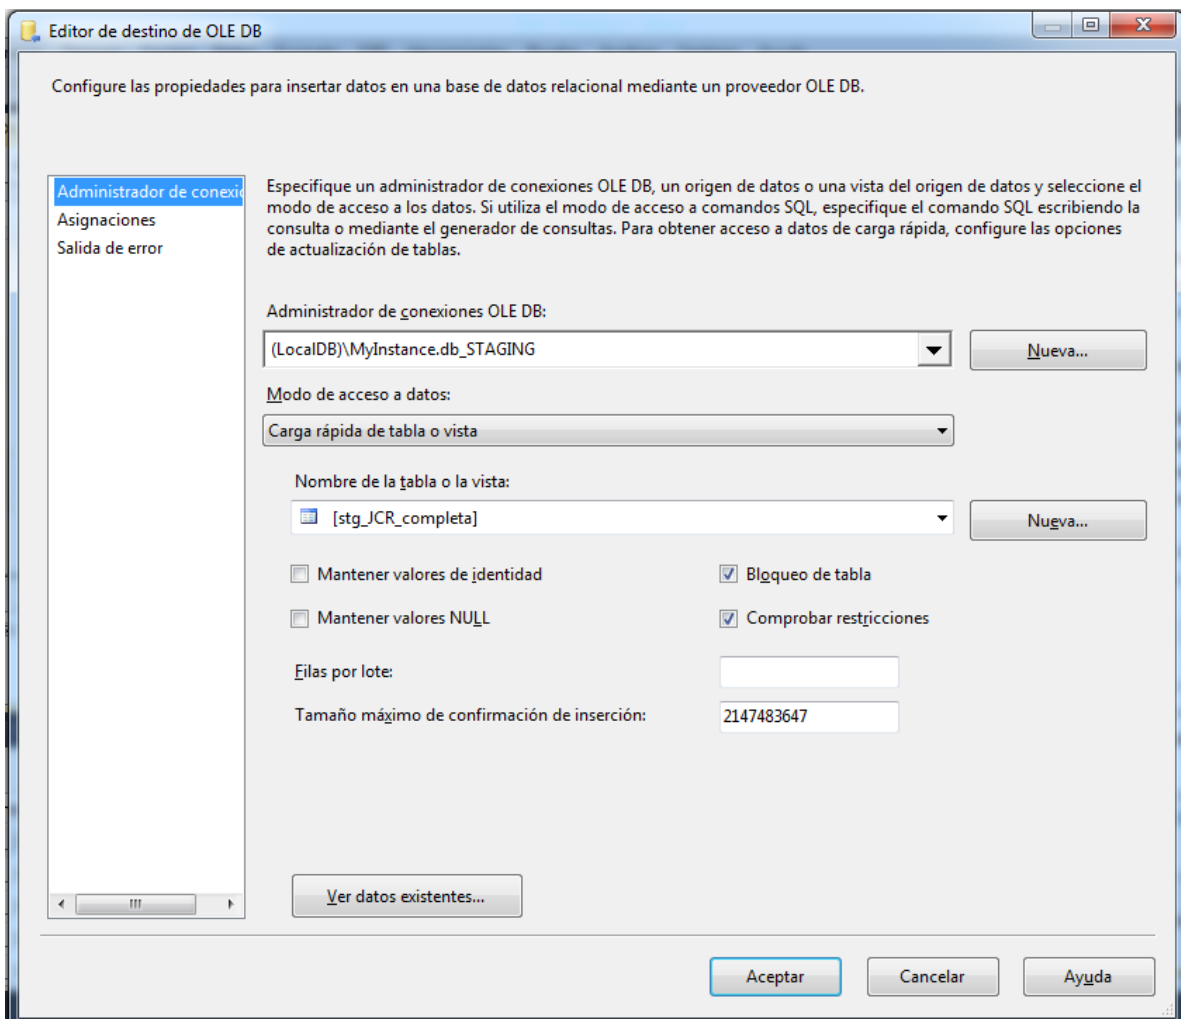 Editor de destino de OLE DB
Configure las propiedades para insertar datos en una base de datos relacional mediante un proveedor OLE DB.
Administrador de conexic
Asignaciones
Salida de error
Especifique un administrador de conexiones OLE DB, un origen de datos o una vista del origen de datos y seleccione el
modo de acceso a los datos. Si utiliza el modo de acceso a comandos SQL, especifique el comando SQL escribiendo la
consulta o mediante el generador de consultas. Para obtener acceso a datos de carga rápida, configure las opciones
de actualización de tablas.
Administrador de conexiones OLE DB:
(LocalDB)\MyInstance.db_STAGING
Nueva...
Modo de acceso a datos:
Carga rápida de tabla o vista
Nombre de la tabla o la vista:
[stg_JCR_completa]
Nueva...
Mantener valores de identidad
Bloqueo de tabla
Mantener valores NULL
Comprobar restricciones
Filas por lote:
Tamaño máximo de confirmación de inserción:
2147483647
Ver datos existentes...
Aceptar
Cancelar
Ayuda